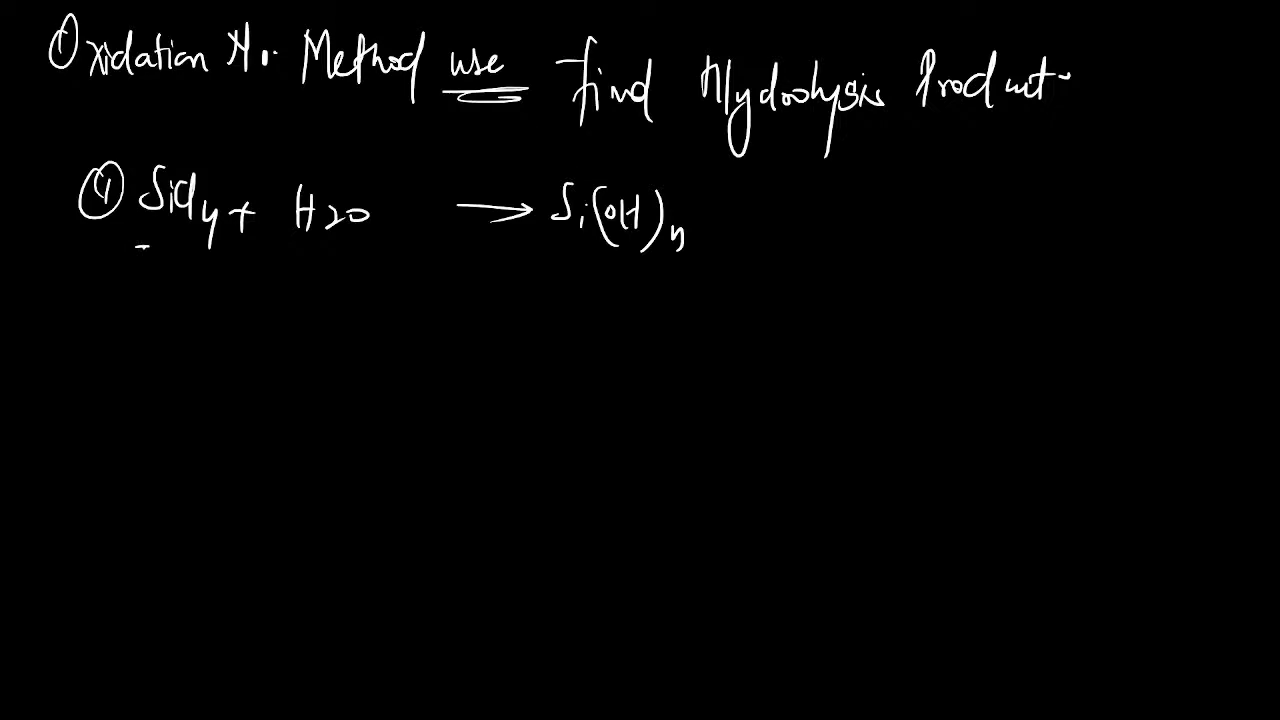 Oxidation No. Method use find Hydrolysis Product
① SiCl4 + H2O → Si(OH)4